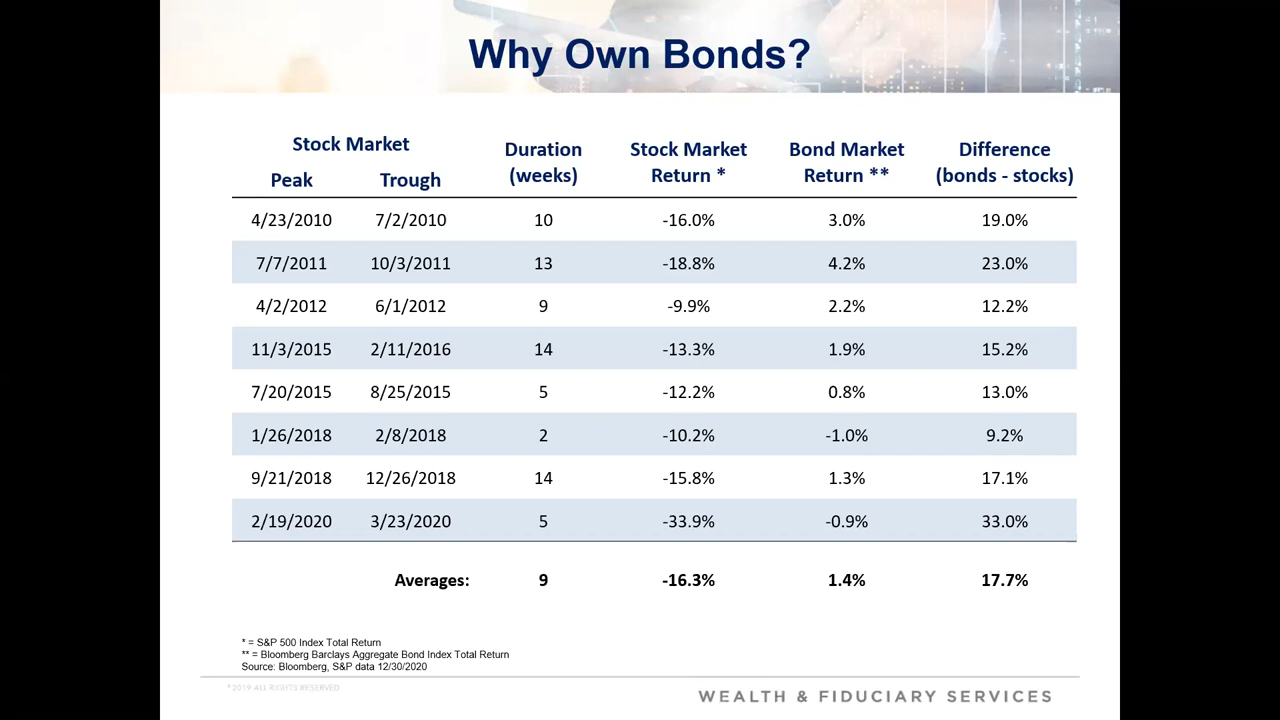 Why Own Bonds?
Stock Market
Peak Trough Duration (weeks) Stock Market Return * Bond Market Return ** Difference (bonds - stocks)
4/23/2010 7/2/2010 10 -16.0% 3.0% 19.0%
7/7/2011 10/3/2011 13 -18.8% 4.2% 23.0%
4/2/2012 6/1/2012 9 -9.9% 2.2% 12.2%
11/3/2015 2/11/2016 14 -13.3% 1.9% 15.2%
7/20/2015 8/25/2015 5 -12.2% 0.8% 13.0%
1/26/2018 2/8/2018 2 -10.2% -1.0% 9.2%
9/21/2018 12/26/2018 14 -15.8% 1.3% 17.1%
2/19/2020 3/23/2020 5 -33.9% -0.9% 33.0%
Averages: 9 -16.3% 1.4% 17.7%
* = S&P 500 Index Total Return
** = Bloomberg Barclays Aggregate Bond Index Total Return
Source: Bloomberg, S&P data 12/30/2020
©2019 ALL RIGHTS RESERVED
WEALTH & FIDUCIARY SERVICES